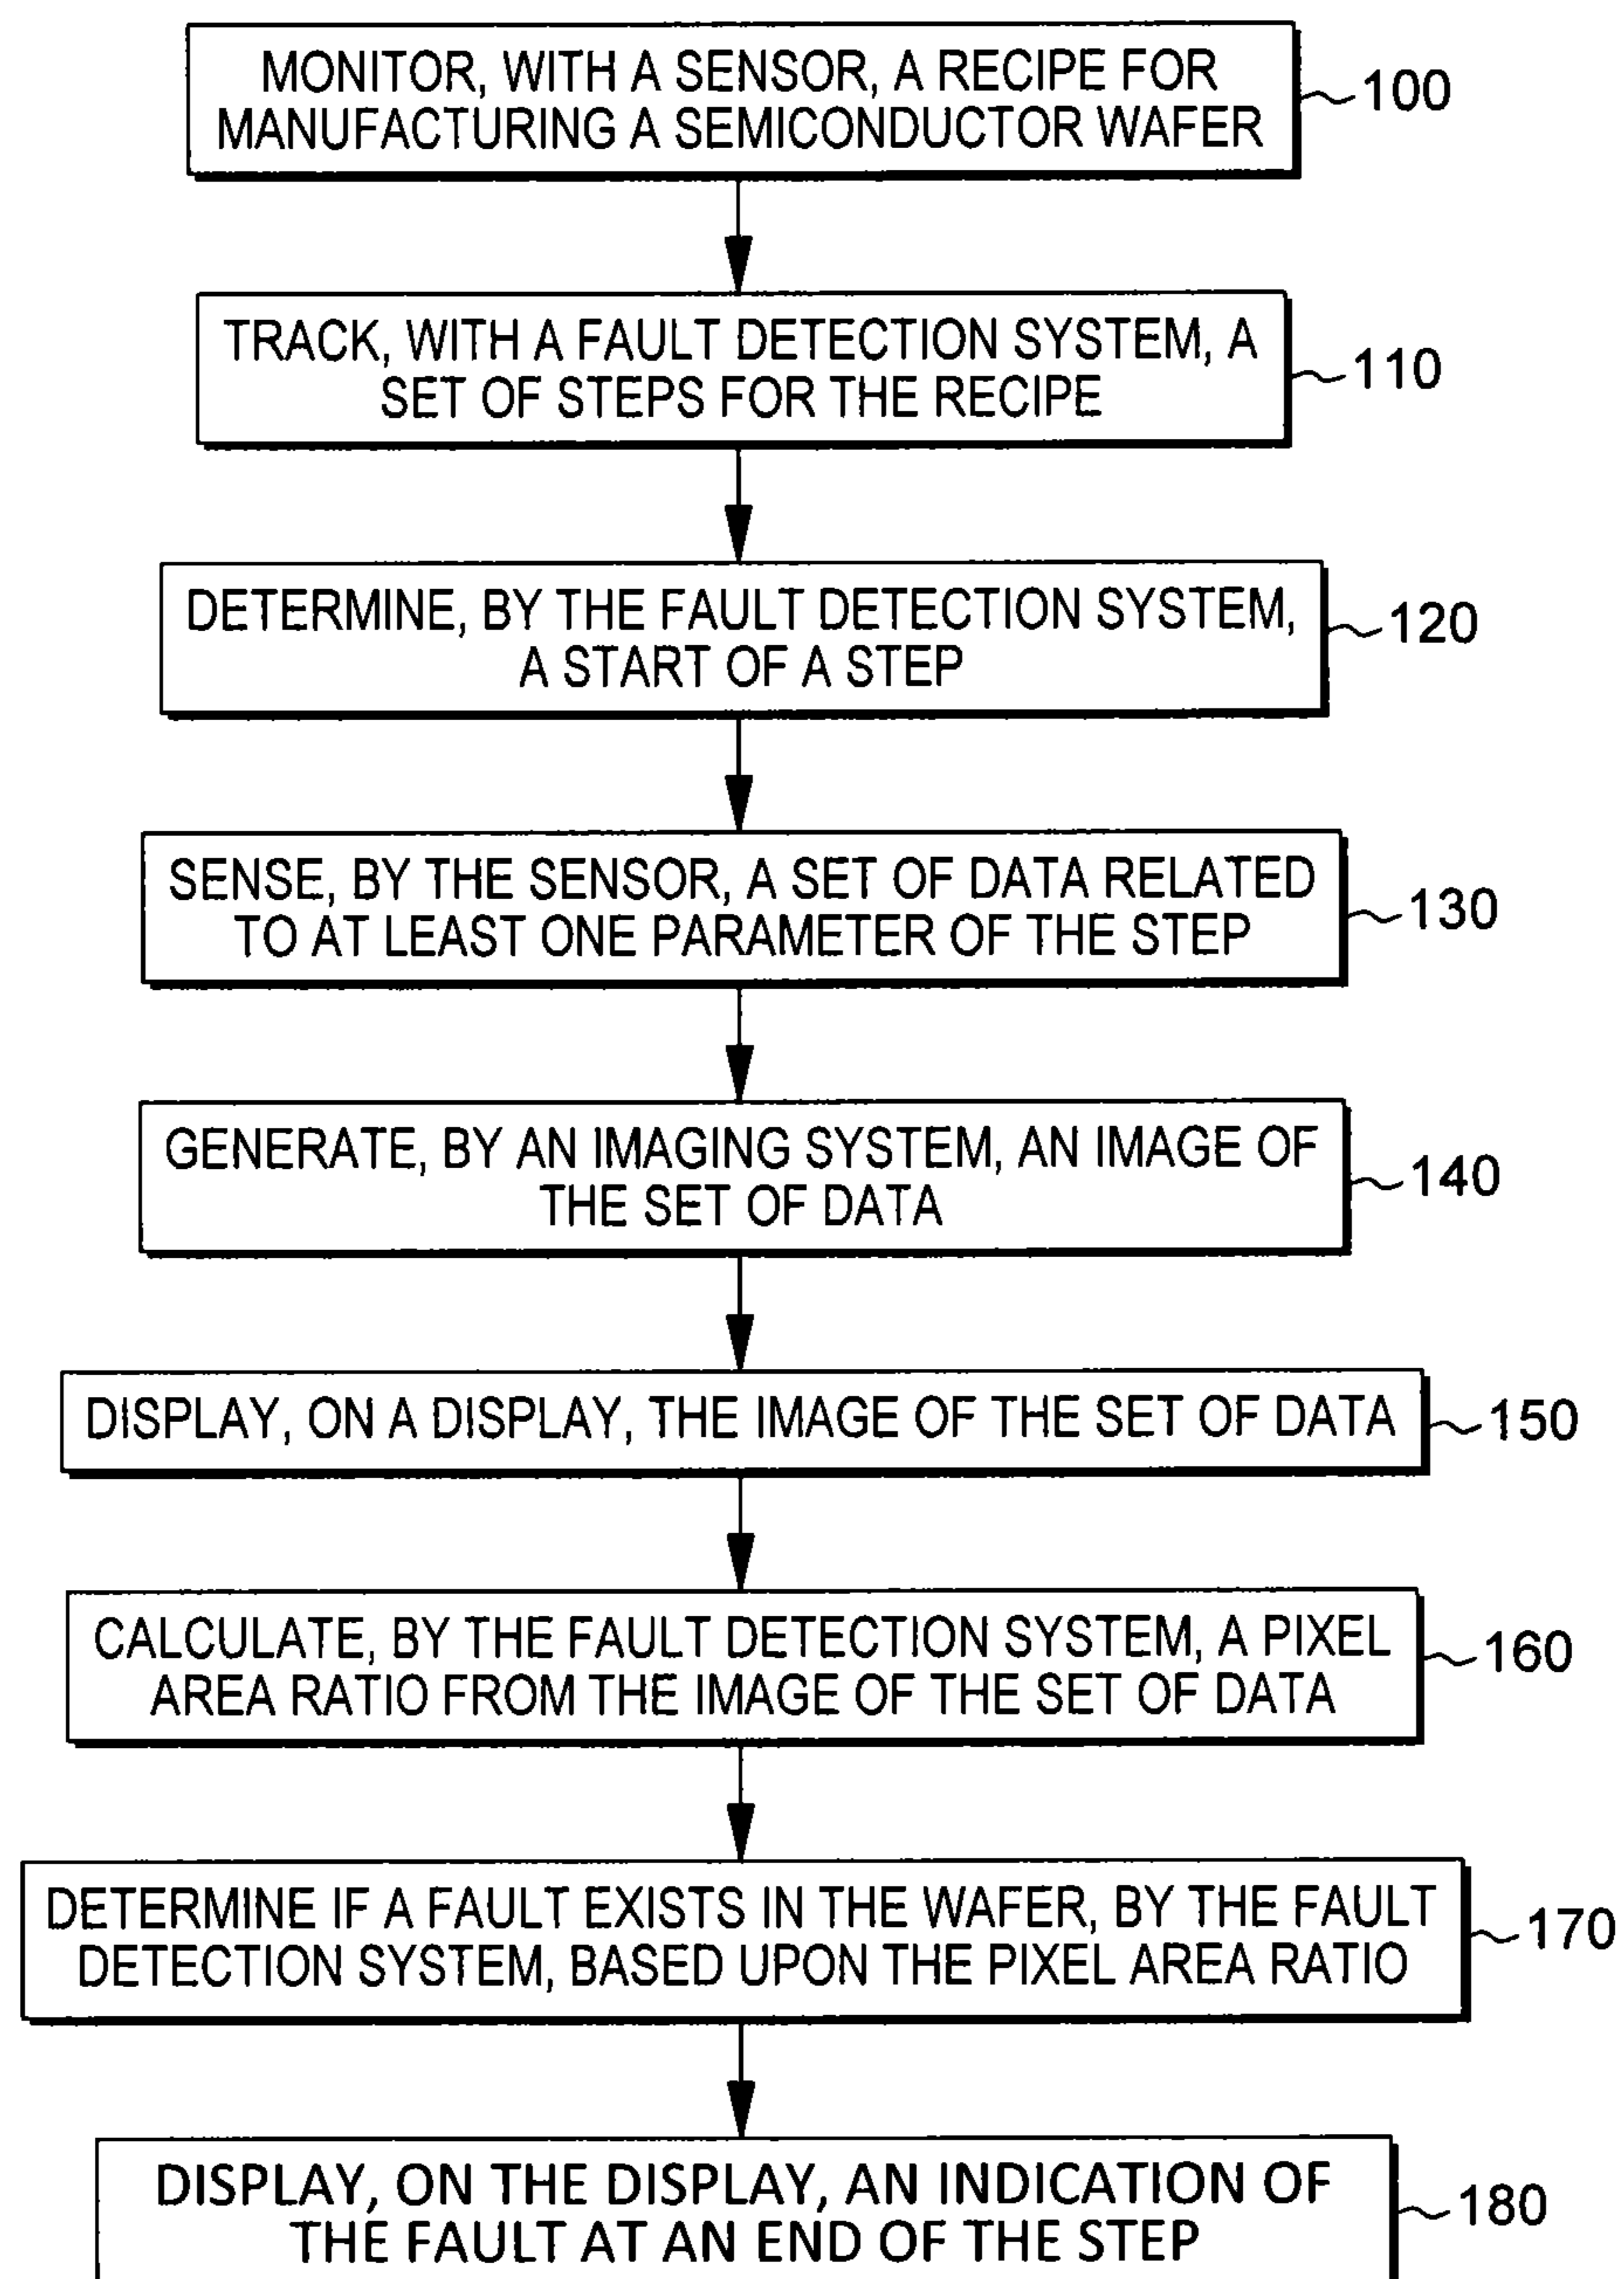 MONITOR, WITH A SENSOR, A RECIPE FOR
MANUFACTURING A SEMICONDUCTOR WAFER
100
TRACK, WITH A FAULT DETECTION SYSTEM, A
SET OF STEPS FOR THE RECIPE
110
DETERMINE, BY THE FAULT DETECTION SYSTEM,
A START OF A STEP
120
SENSE, BY THE SENSOR, A SET OF DATA RELATED
TO AT LEAST ONE PARAMETER OF THE STEP
130
GENERATE, BY AN IMAGING SYSTEM, AN IMAGE OF
THE SET OF DATA
140
DISPLAY, ON A DISPLAY, THE IMAGE OF THE SET OF DATA
150
CALCULATE, BY THE FAULT DETECTION SYSTEM, A PIXEL
AREA RATIO FROM THE IMAGE OF THE SET OF DATA
160
DETERMINE IF A FAULT EXISTS IN THE WAFER, BY THE FAULT
DETECTION SYSTEM, BASED UPON THE PIXEL AREA RATIO
170
DISPLAY, ON THE DISPLAY, AN INDICATION OF
THE FAULT AT AN END OF THE STEP
180